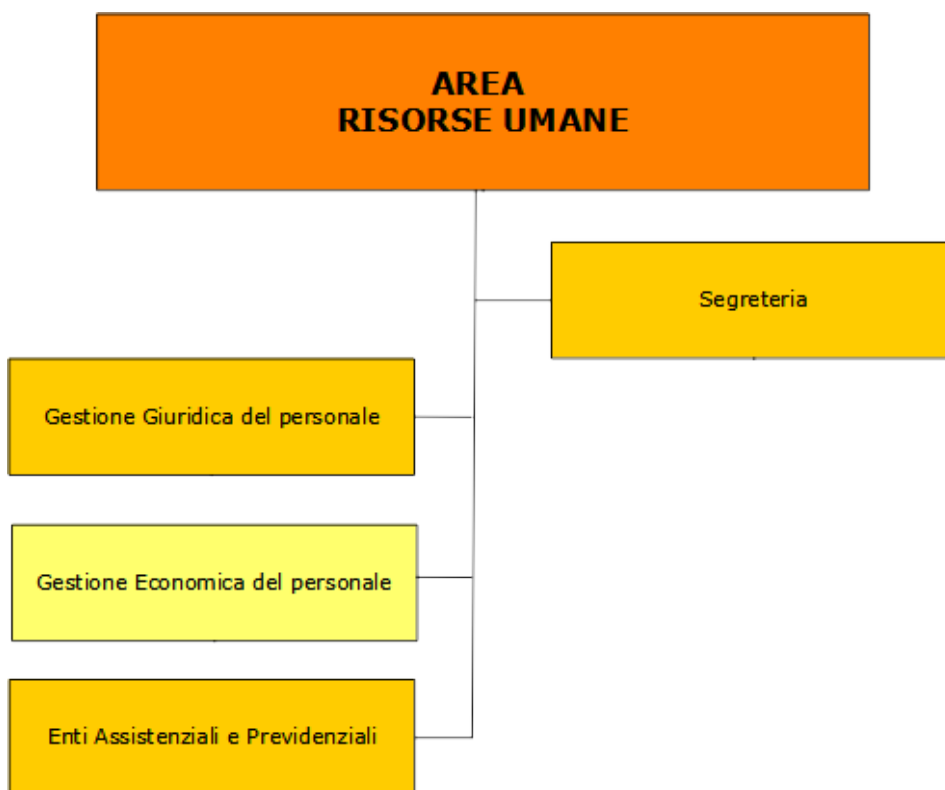 AREA
RISORSE UMANE
Segreteria
Gestione Giuridica del personale
Gestione Economica del personale
Enti Assistenziali e Previdenziali